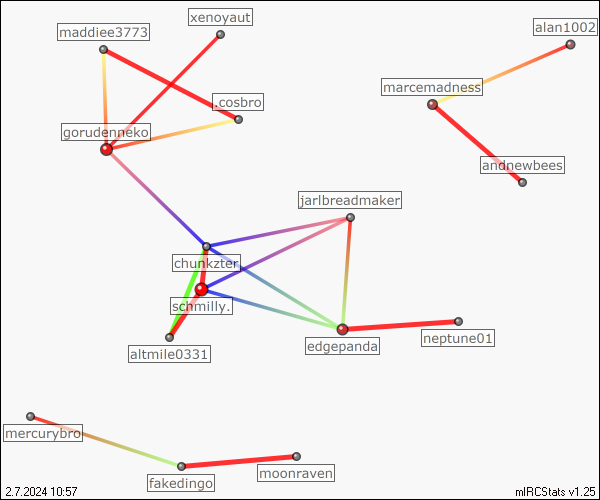 xenoyaut
maddiee3773
alan1002
marcemadness
.cosbro
gorudenneko
andnewbees
jarlbreadmaker
chunkzter.
schmilly.
neptune01
edgepanda
altmile0331
mercurybro
moonraven
fakedingo
2.7.2024 10:57
mIRCStats v1.25